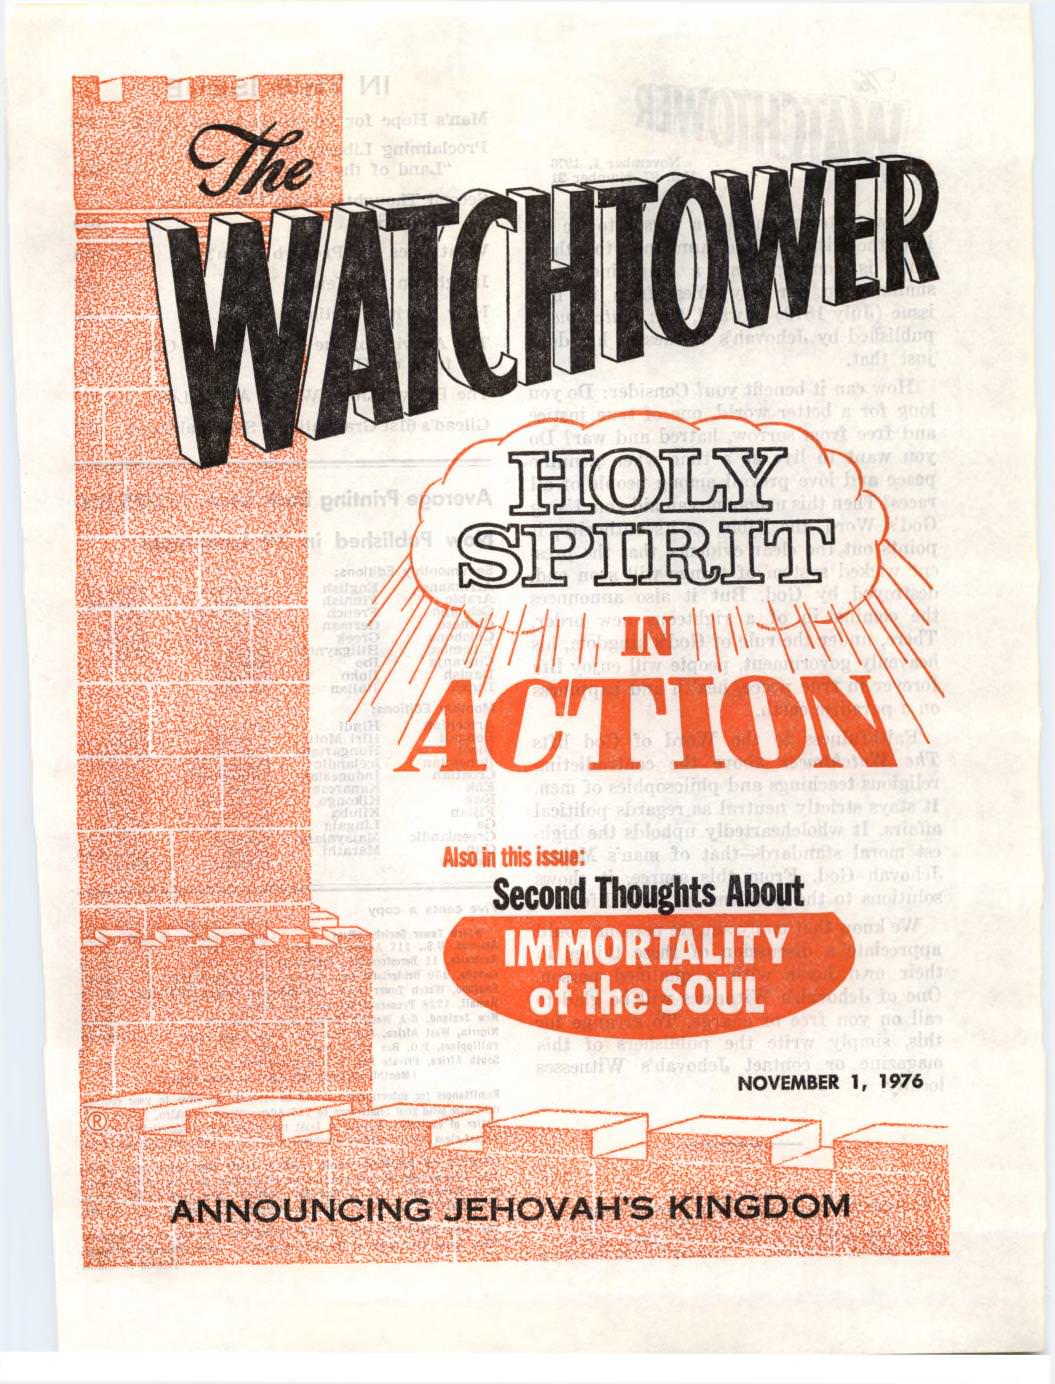 The
WATCHTOWER
HOLY
SPIRIT
IN
ACTION
Also in this issue:
Second Thoughts About
IMMORTALITY
of the SOUL
NOVEMBER 1, 1976
®
ANNOUNCING JEHOVAH'S KINGDOM